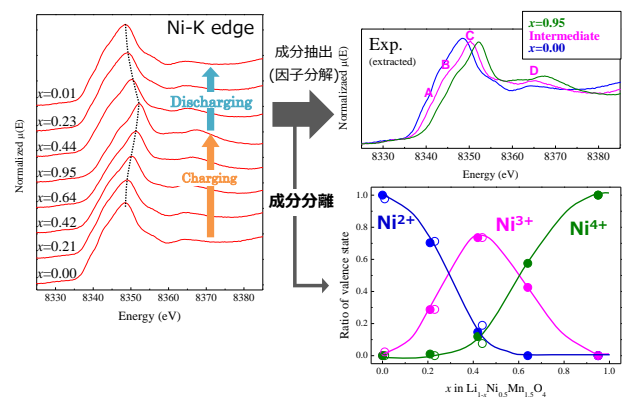 Ni-K edge
Normalized μ(E)
x=0.01
x=0.23
x=0.44
x=0.95
x=0.64
x=0.42
x=0.21
x=0.00
Discharging
Charging
8330 8340 8350 8360 8370 8380
Energy (eV)
成分抽出
(因子分解)
成分分離
Exp.
(extracted)
x=0.95
Intermediate
x=0.00
A
B
C
D
Normalized μ(E)
8330 8340 8350 8360 8370 8380
Energy (eV)
Ni2+
Ni3+
Ni4+
Ratio of valence state
1.0
0.8
0.6
0.4
0.2
0.0
0.0 0.2 0.4 0.6 0.8 1.0
x in Li1-xNi0.5Mn1.5O4